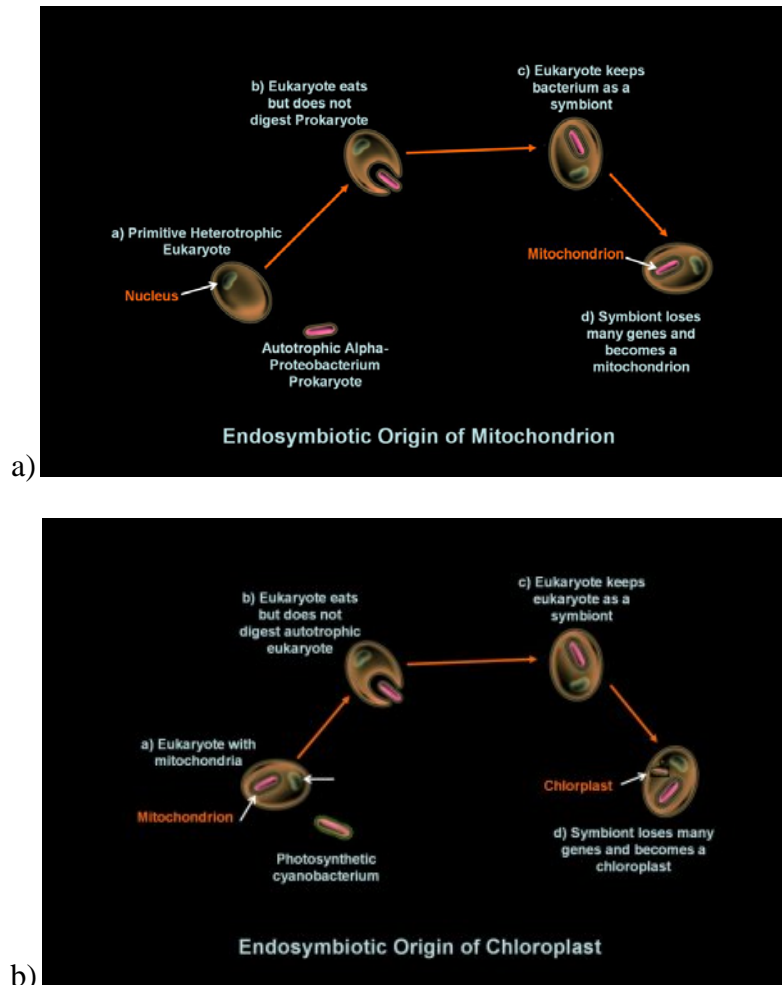 b) Eukaryote eats
but does not
digest Prokaryote
c) Eukaryote keeps
bacterium as a
symbiont
a) Primitive Heterotrophic
Eukaryote
Nucleus
Autotrophic Alpha-
Proteobacterium
Prokaryote
Mitochondrion
d) Symbiont loses
many genes and
becomes a
mitochondrion
Endosymbiotic Origin of Mitochondrion
a)
b) Eukaryote eats
but does not
digest autotrophic
eukaryote
c) Eukaryote keeps
eukaryote as a
symbiont
a) Eukaryote with
mitochondria
Mitochondrion
Photosynthetic
cyanobacterium
Chlorplast
d) Symbiont loses many
genes and becomes a
chloroplast
Endosymbiotic Origin of Chloroplast
b)